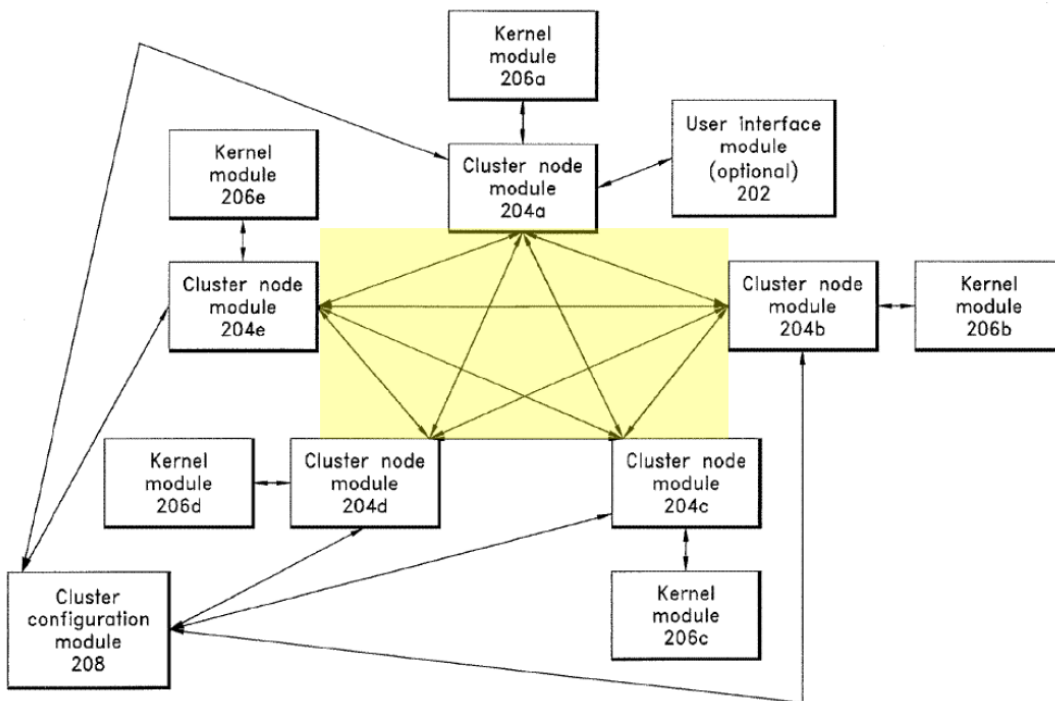 Kernel
module
206a
User interface
module
(optional)
202
Kernel
module
206e
Cluster node
module
204a
Cluster node
module
204e
Cluster node
module
204b
Kernel
module
206b
Kernel
module
206d
Cluster node
module
204d
Cluster node
module
204c
Cluster
configuration
module
208
Kernel
module
206c